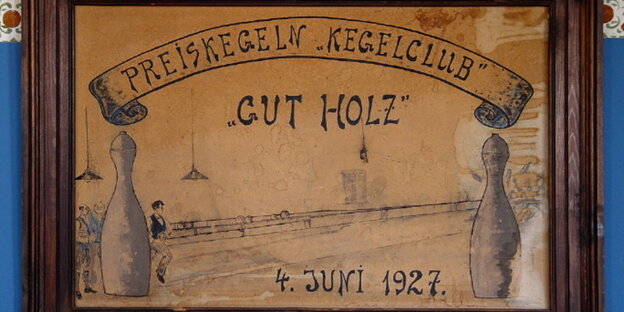 PREISKEGELN „KEGELCLUB”
„GUT HOLZ”
4. JUNI 1927.